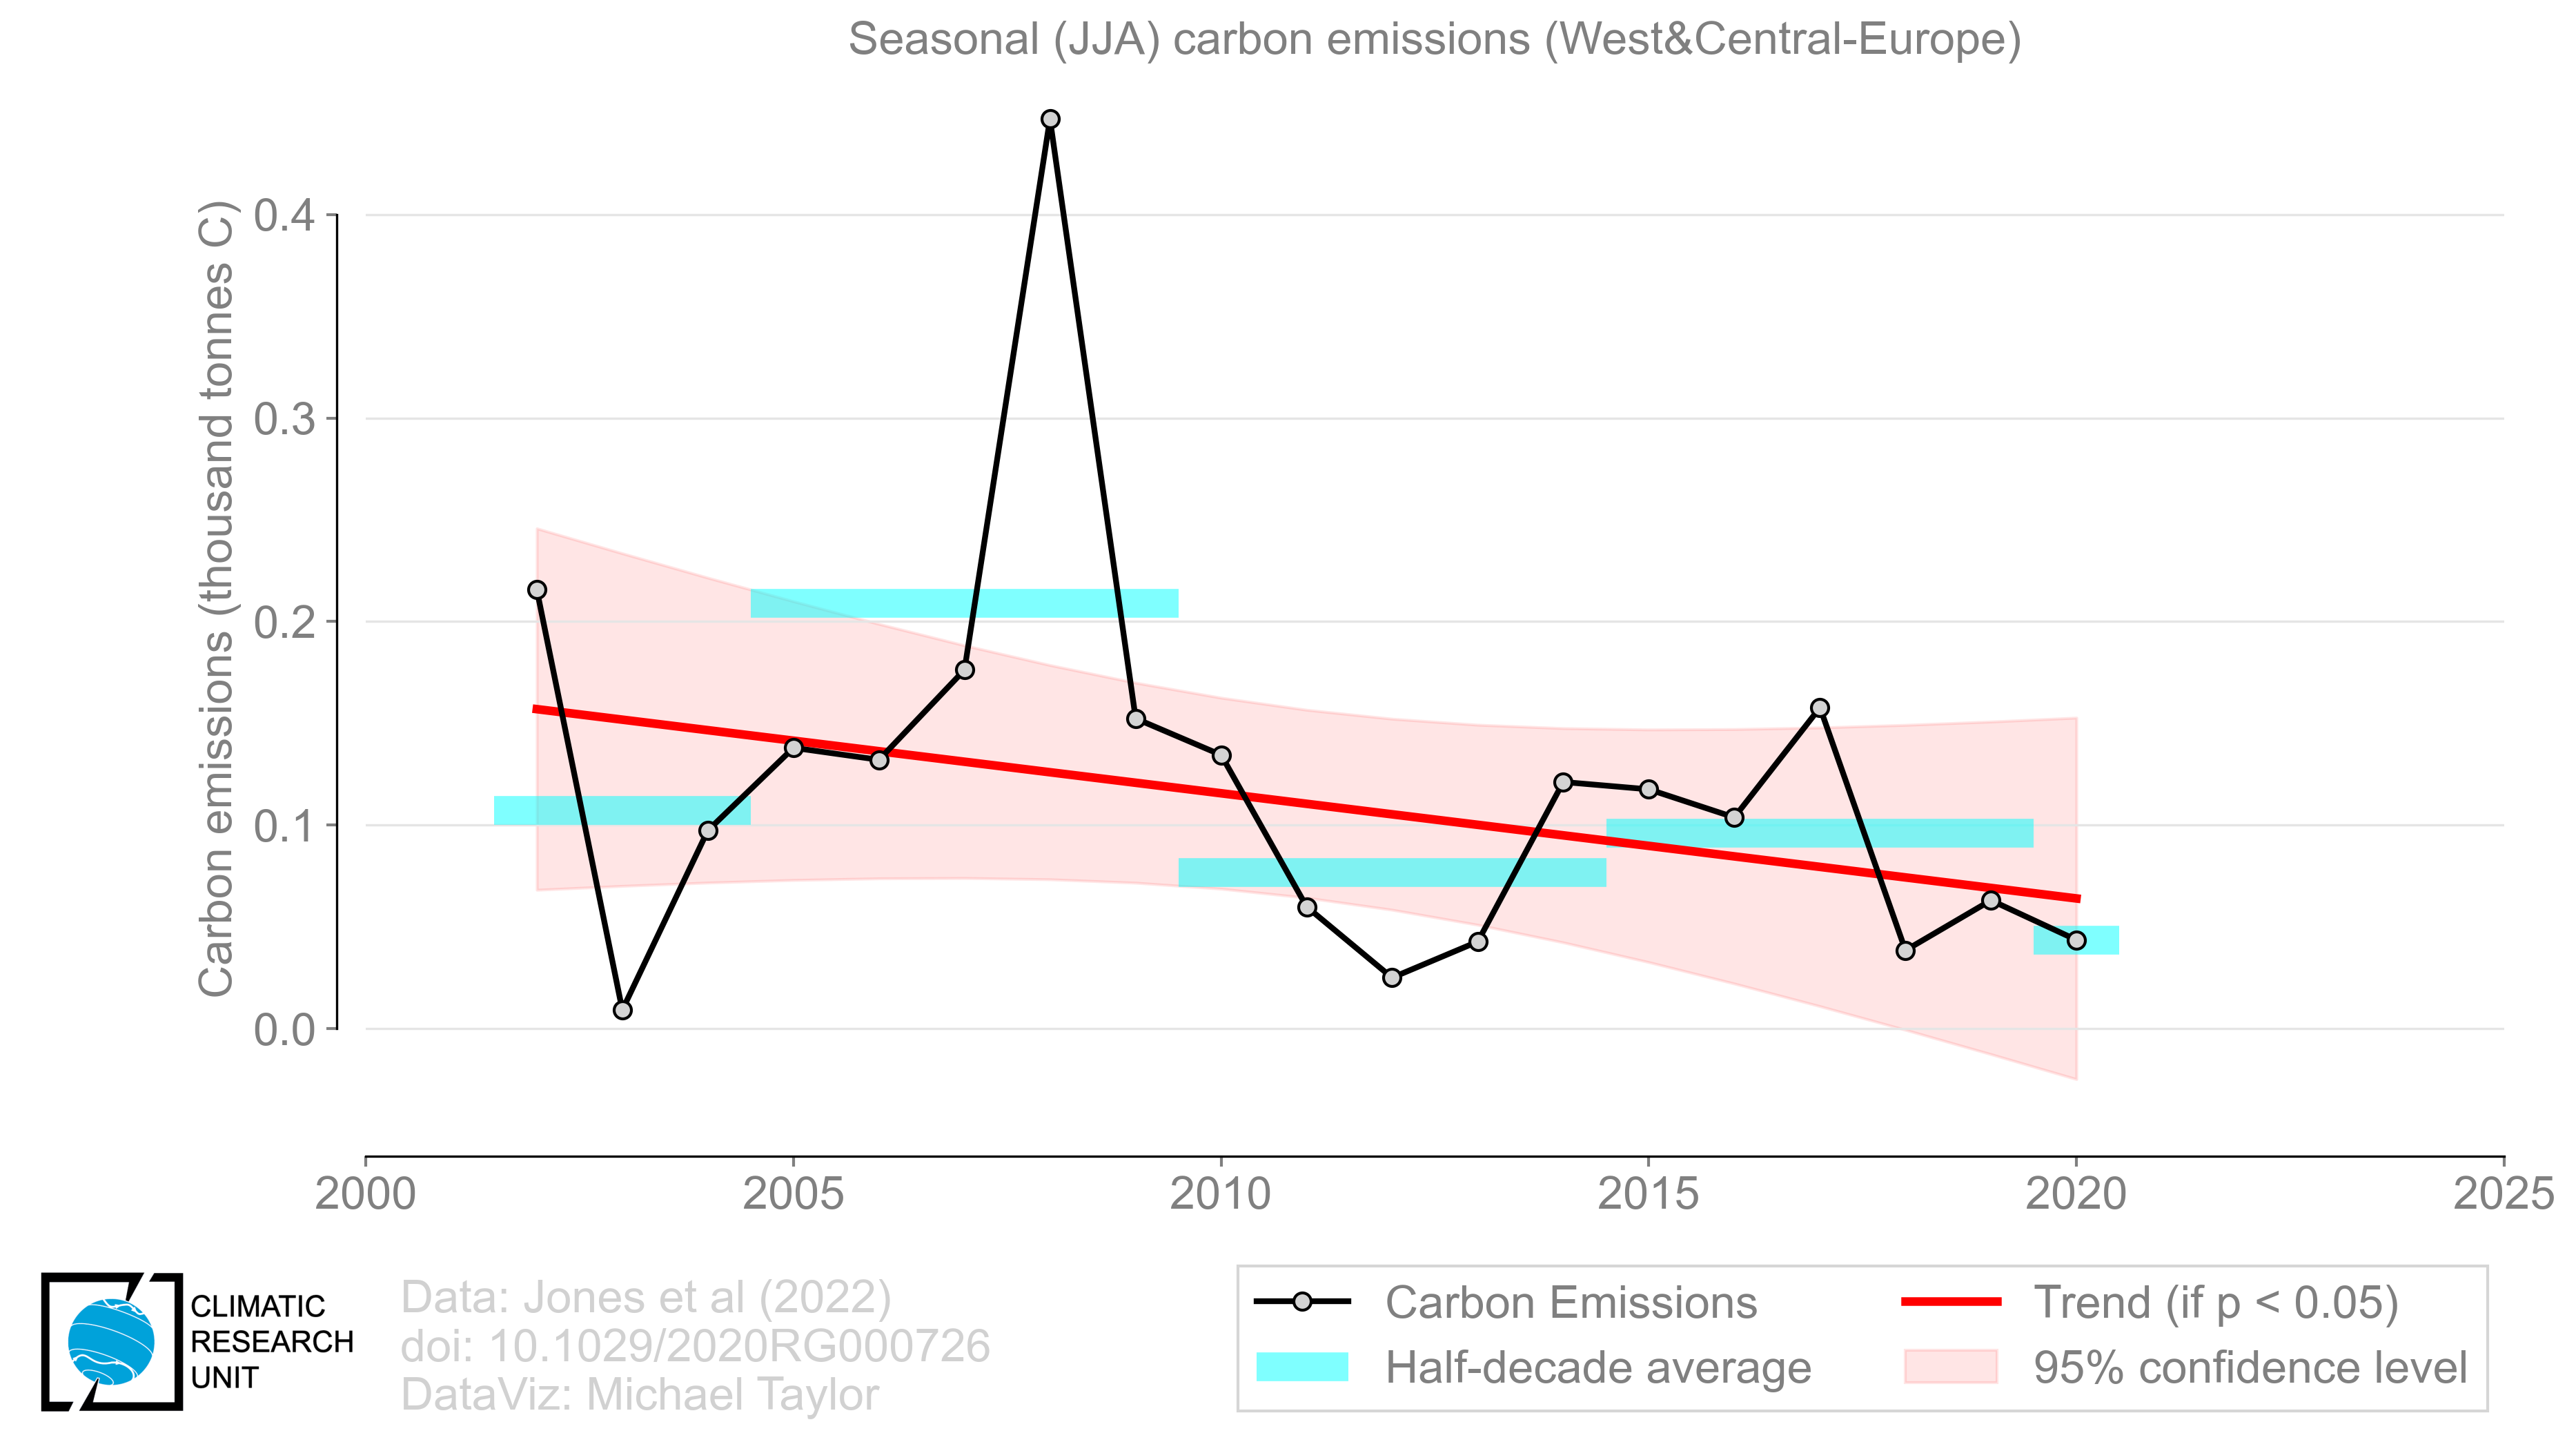 Seasonal (JJA) carbon emissions (West&Central-Europe)
Carbon emissions (thousand tonnes C)
0.4
0.3
0.2
0.1
0.0
2000 2005 2010 2015 2020 2025
CLIMATIC
RESEARCH
UNIT
Data: Jones et al (2022)
doi: 10.1029/2020RG000726
DataViz: Michael Taylor
Carbon Emissions
Half-decade average
Trend (if p < 0.05)
95% confidence level